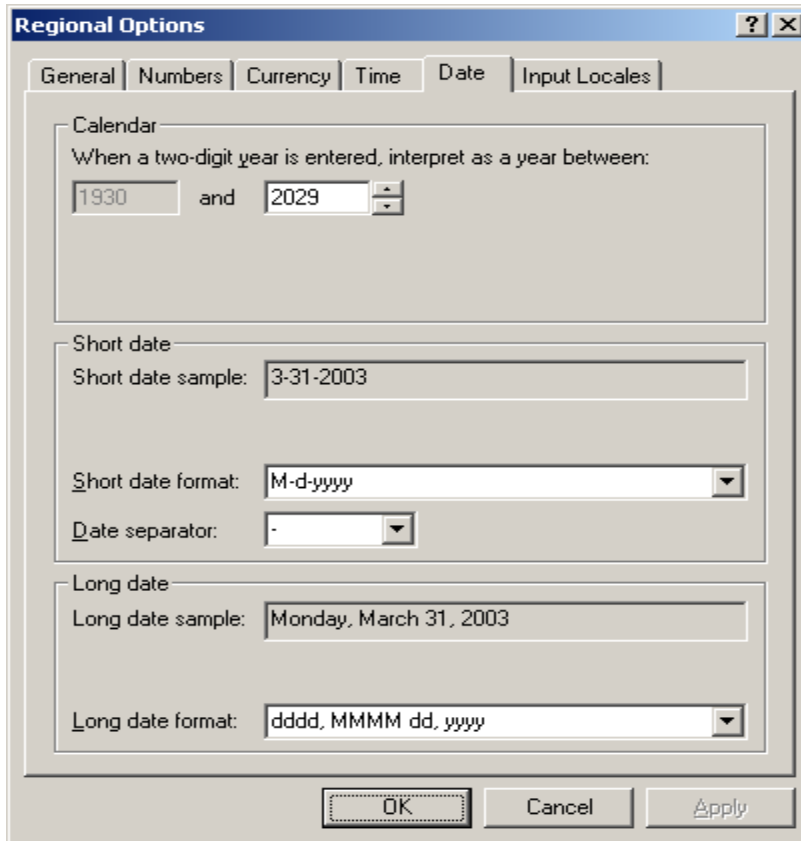 Regional Options
General Numbers Currency Time Date Input Locales
Calendar
When a two-digit year is entered, interpret as a year between:
1930 and 2029
Short date
Short date sample: 3-31-2003
Short date format: M-d-yyyy
Date separator: -
Long date
Long date sample: Monday, March 31, 2003
Long date format: dddd, MMMM dd, yyyy
OK Cancel Apply